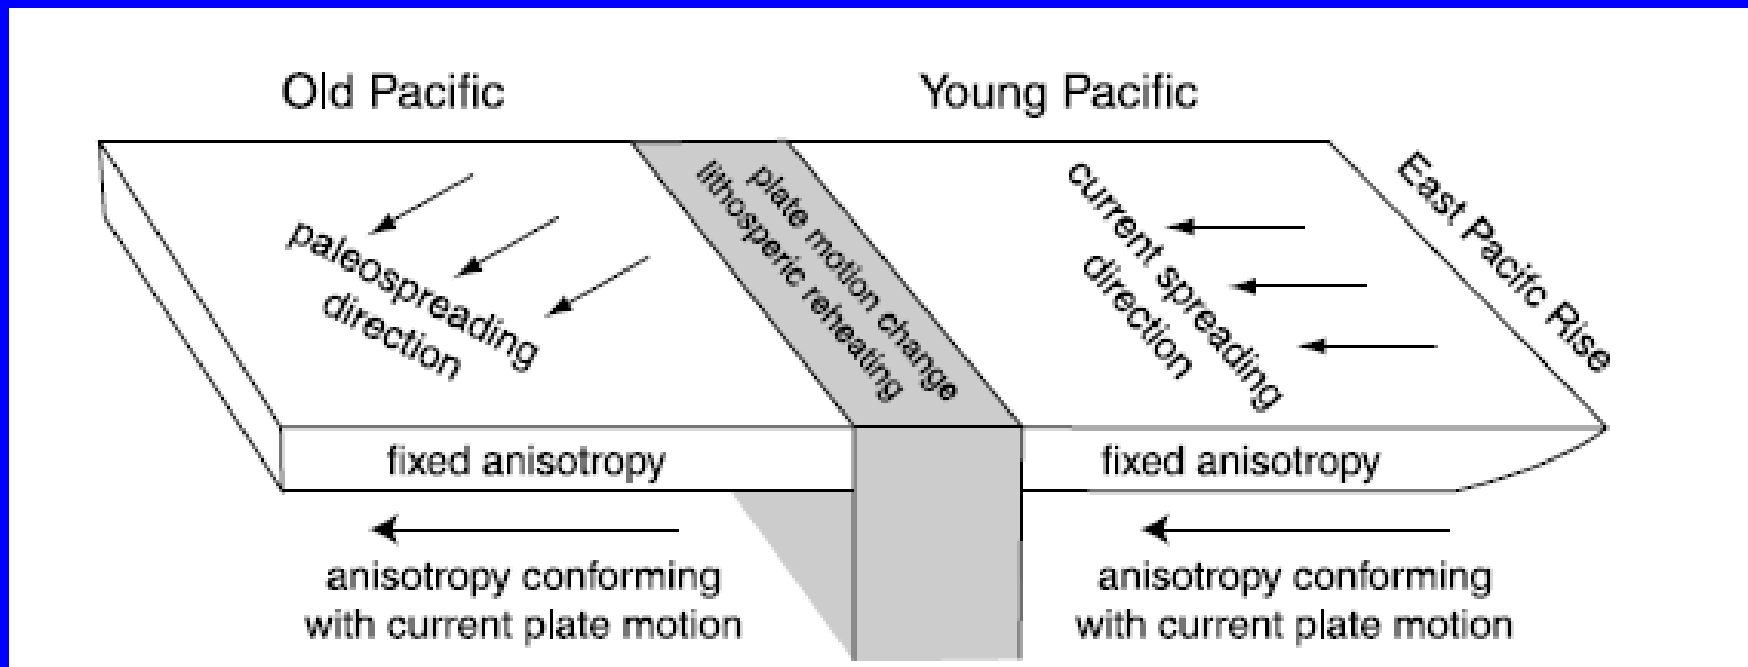 Old Pacific
Young Pacific
paleospreading
direction
plate motion change
lithosperic reheating
current spreading
direction
East Pacifc Rise
fixed anisotropy
fixed anisotropy
anisotropy conforming
with current plate motion
anisotropy conforming
with current plate motion